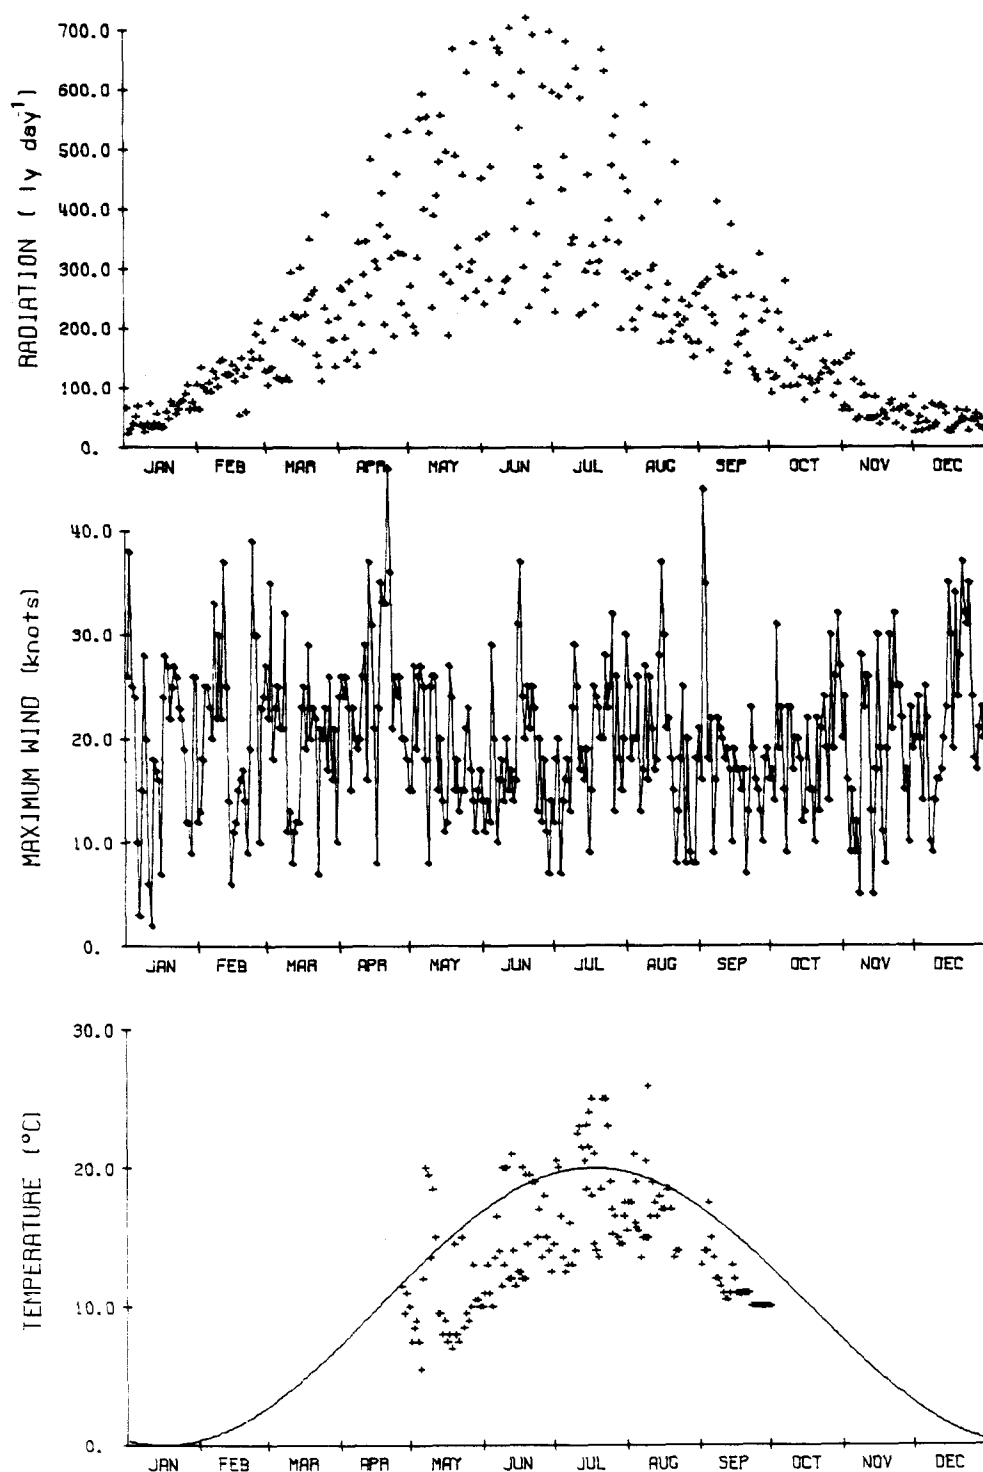 700.0
600.0
500.0
400.0
300.0
200.0
100.0
0.
RADIATION ( ly day-1)
JAN FEB MAR APR MAY JUN JUL AUG SEP OCT NOV DEC
40.0
30.0
20.0
10.0
0.
MAXIMUM WIND (knots)
JAN FEB MAR APR MAY JUN JUL AUG SEP OCT NOV DEC
30.0
20.0
10.0
0.
TEMPERATURE (°C)
JAN FEB MAR APR MAY JUN JUL AUG SEP OCT NOV DEC